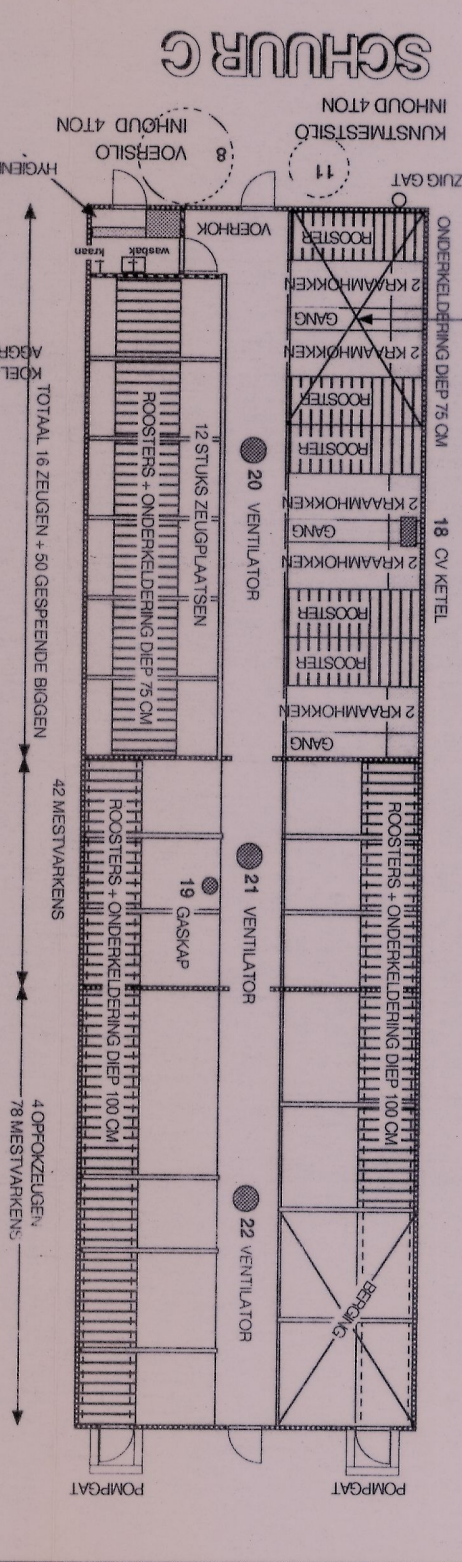 SCHUUR C
KUNSTMESTSILO
INHOUD 4TON
11
VOERSILO
INHOUD 4TON
8
ZUIG GAT
VOERHOK
wasbak
kraan
ROOSTER
2 KRAAMHOKKEN
GANG
2 KRAAMHOKKEN
ROOSTER
ROOSTER
2 KRAAMHOKKEN
GANG
2 KRAAMHOKKEN
ROOSTER
ROOSTER
2 KRAAMHOKKEN
GANG
ONDERKELDERING DIEP 75 CM
18 CV KETEL
20 VENTILATOR
12 STUKS ZEUGPLAATSEN
ROOSTERS + ONDERKELDERING DIEP 75 CM
TOTAAL 16 ZEUGEN + 50 GESPEENDE BIGGEN
KOEL
AGGR
42 MESTVARKENS
ROOSTERS + ONDERKELDERING DIEP 100 CM
19 GASKAP
21 VENTILATOR
ROOSTERS + ONDERKELDERING DIEP 100 CM
4 OPFOKZEUGEN
78 MESTVARKENS
22 VENTILATOR
BERGING
POMPGAT
POMPGAT